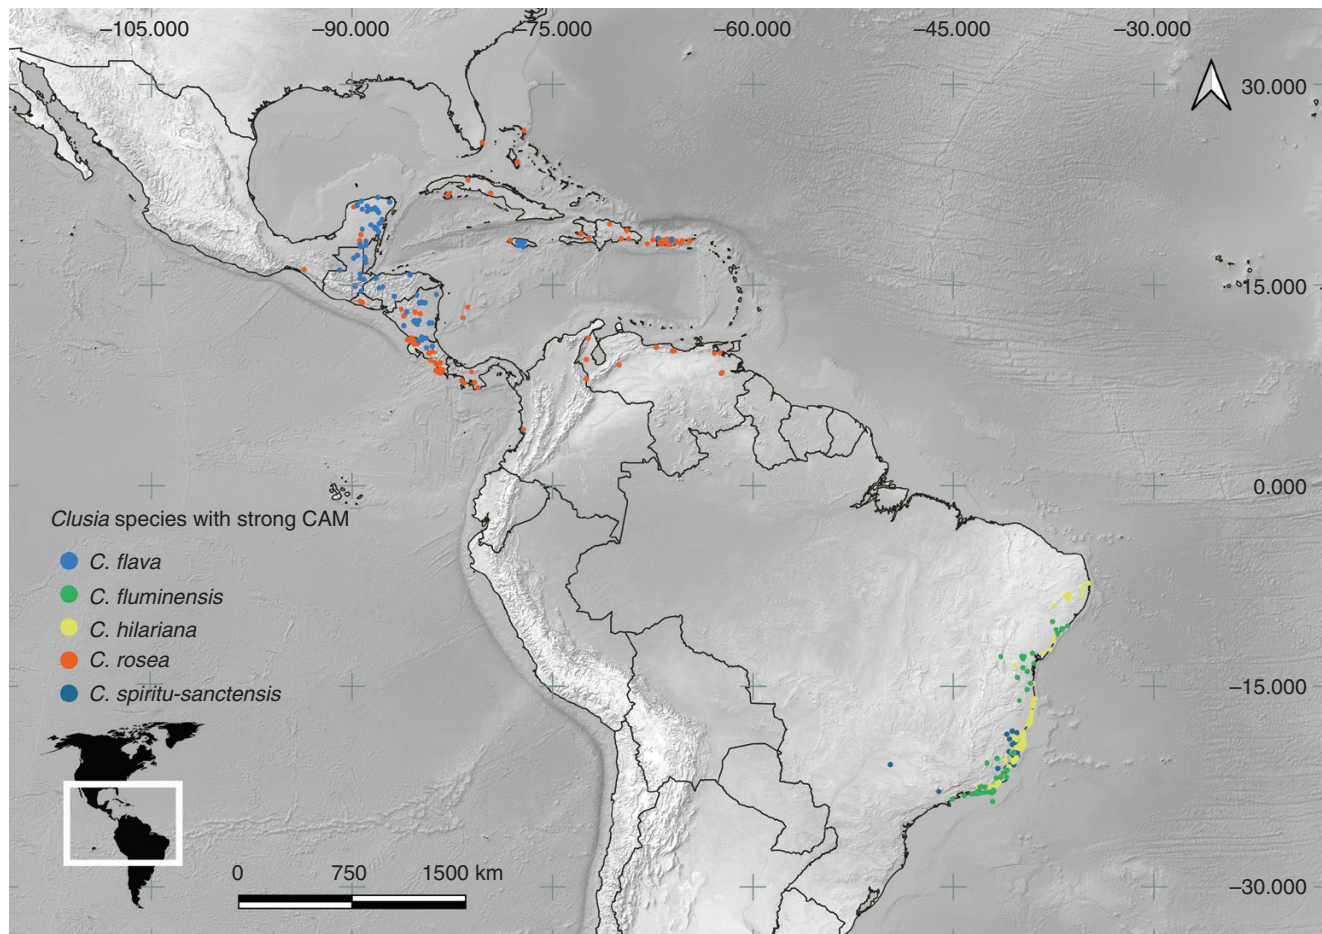 −105.000 −90.000 −75.000 −60.000 −45.000 −30.000
30.000
15.000
0.000
Clusia species with strong CAM
C. flava
C. fluminensis
C. hilariana
C. rosea
C. spiritu-sanctensis
−15.000
0 750 1500 km
−30.000